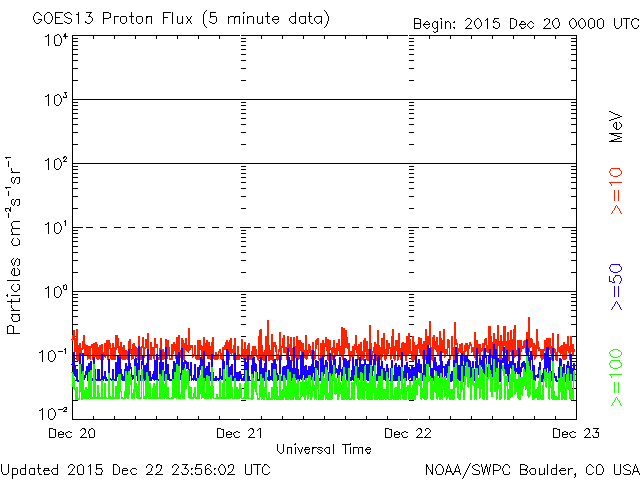 GOES13 Proton Flux (5 minute data)
Begin: 2015 Dec 20 0000 UTC
10⁴
10³
10²
10¹
10⁰
10⁻¹
10⁻²
Particles cm⁻²s⁻¹sr⁻¹
MeV
>=10
>=50
>=100
Dec 20
Dec 21
Dec 22
Dec 23
Universal Time
Updated 2015 Dec 22 23:56:02 UTC
NOAA/SWPC Boulder, CO USA